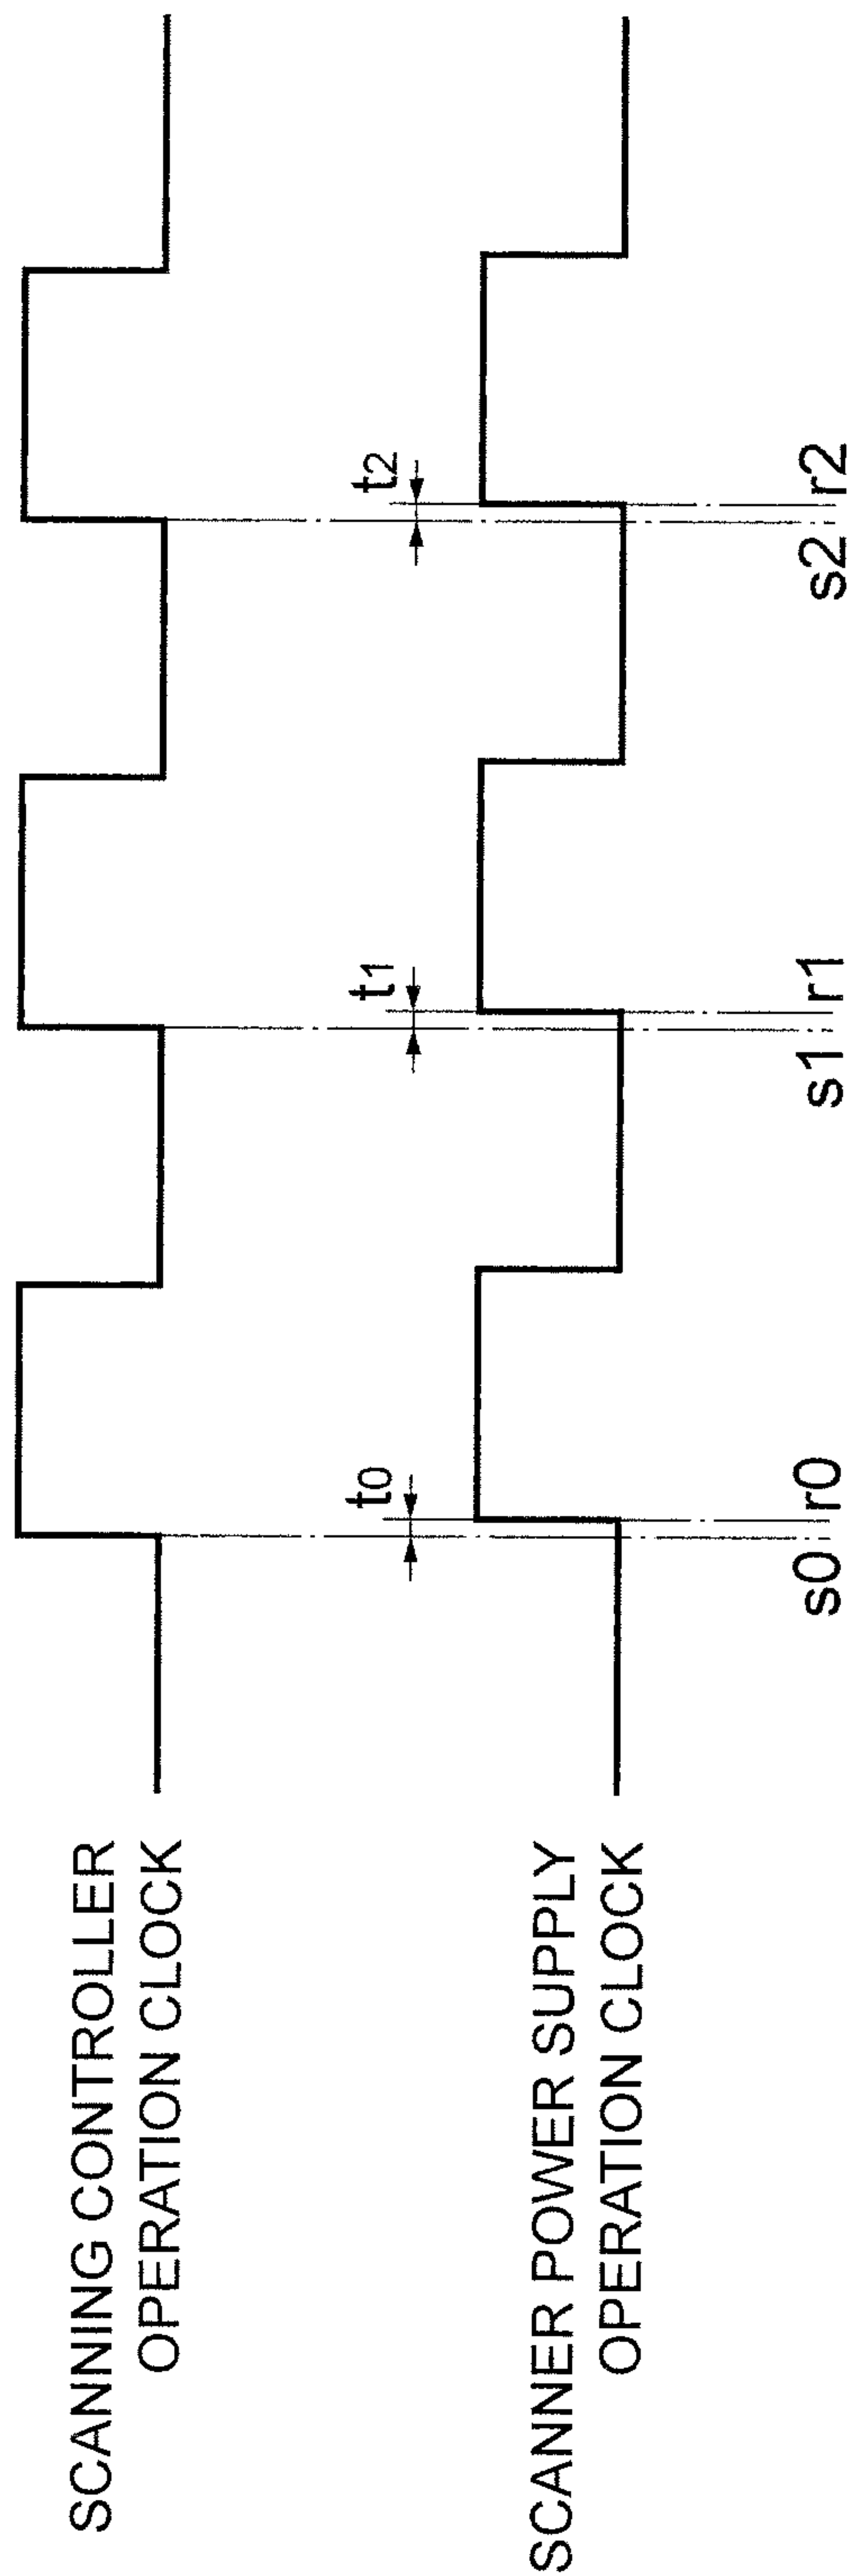 SCANNING CONTROLLER
OPERATION CLOCK
t0
t1
t2
SCANNER POWER SUPPLY
OPERATION CLOCK
s0 r0
s1 r1
s2 r2